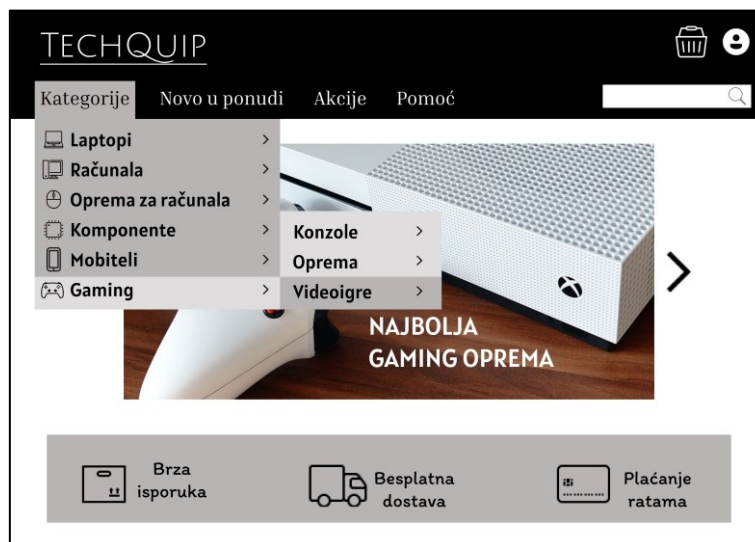 TECHQUIP
Kategorije Novo u ponudi Akcije Pomoć
Laptopi
Računala
Oprema za računala
Komponente
Mobiteli
Gaming
Konzole
Oprema
Videoigre
NAJBOLJA
GAMING OPREMA
Brza
isporuka
Besplatna
dostava
Plaćanje
ratama